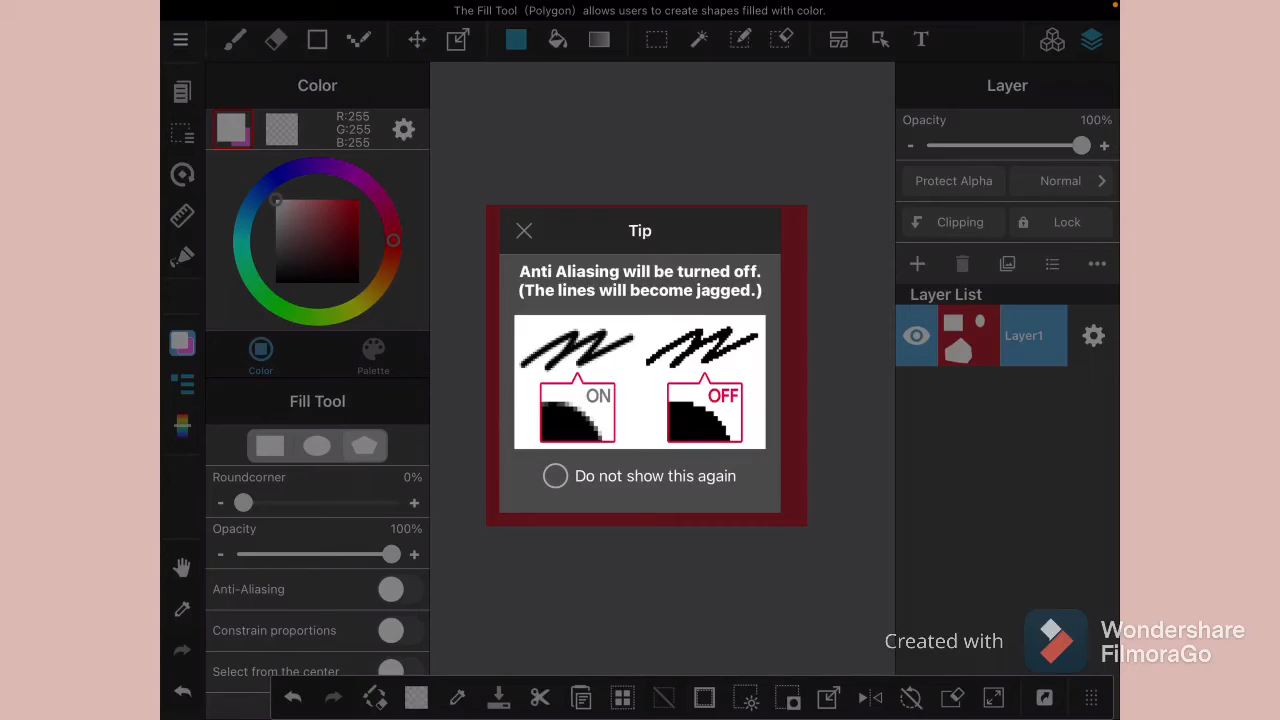 The Fill Tool (Polygon) allows users to create shapes filled with color.
T
Color
R:255
G:255
B:255
Color
Palette
Fill Tool
Roundcorner 0%
- +
Opacity 100%
- +
Anti-Aliasing
Constrain proportions
Select from the center
Tip
Anti Aliasing will be turned off.
(The lines will become jagged.)
ON OFF
Do not show this again
Layer
Opacity 100%
- +
Protect Alpha Normal
Clipping Lock
Layer List
Layer1
Created with
Wondershare
FilmoraGo